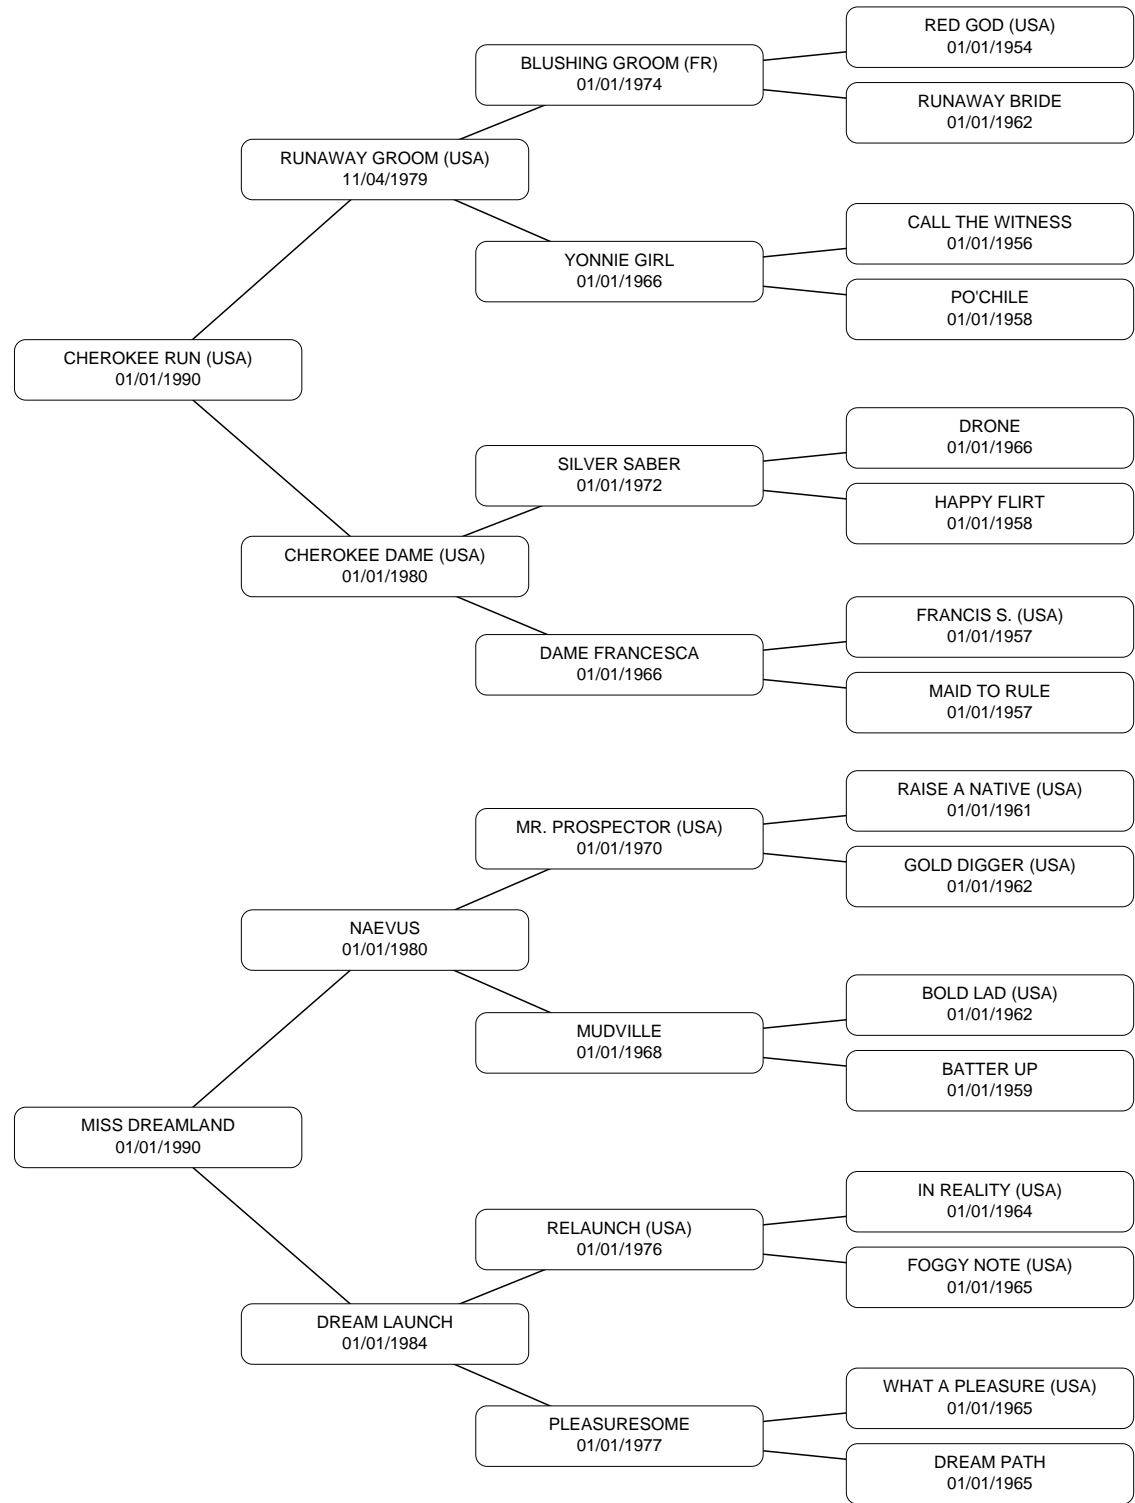 RED GOD (USA)
01/01/1954
BLUSHING GROOM (FR)
01/01/1974
RUNAWAY BRIDE
01/01/1962
RUNAWAY GROOM (USA)
11/04/1979
CALL THE WITNESS
01/01/1956
YONNIE GIRL
01/01/1966
PO'CHILE
01/01/1958
CHEROKEE RUN (USA)
01/01/1990
DRONE
01/01/1966
SILVER SABER
01/01/1972
HAPPY FLIRT
01/01/1958
CHEROKEE DAME (USA)
01/01/1980
FRANCIS S. (USA)
01/01/1957
DAME FRANCESCA
01/01/1966
MAID TO RULE
01/01/1957
RAISE A NATIVE (USA)
01/01/1961
MR. PROSPECTOR (USA)
01/01/1970
GOLD DIGGER (USA)
01/01/1962
NAEVUS
01/01/1980
BOLD LAD (USA)
01/01/1962
MUDVILLE
01/01/1968
BATTER UP
01/01/1959
MISS DREAMLAND
01/01/1990
IN REALITY (USA)
01/01/1964
RELAUNCH (USA)
01/01/1976
FOGGY NOTE (USA)
01/01/1965
DREAM LAUNCH
01/01/1984
WHAT A PLEASURE (USA)
01/01/1965
PLEASURESOME
01/01/1977
DREAM PATH
01/01/1965